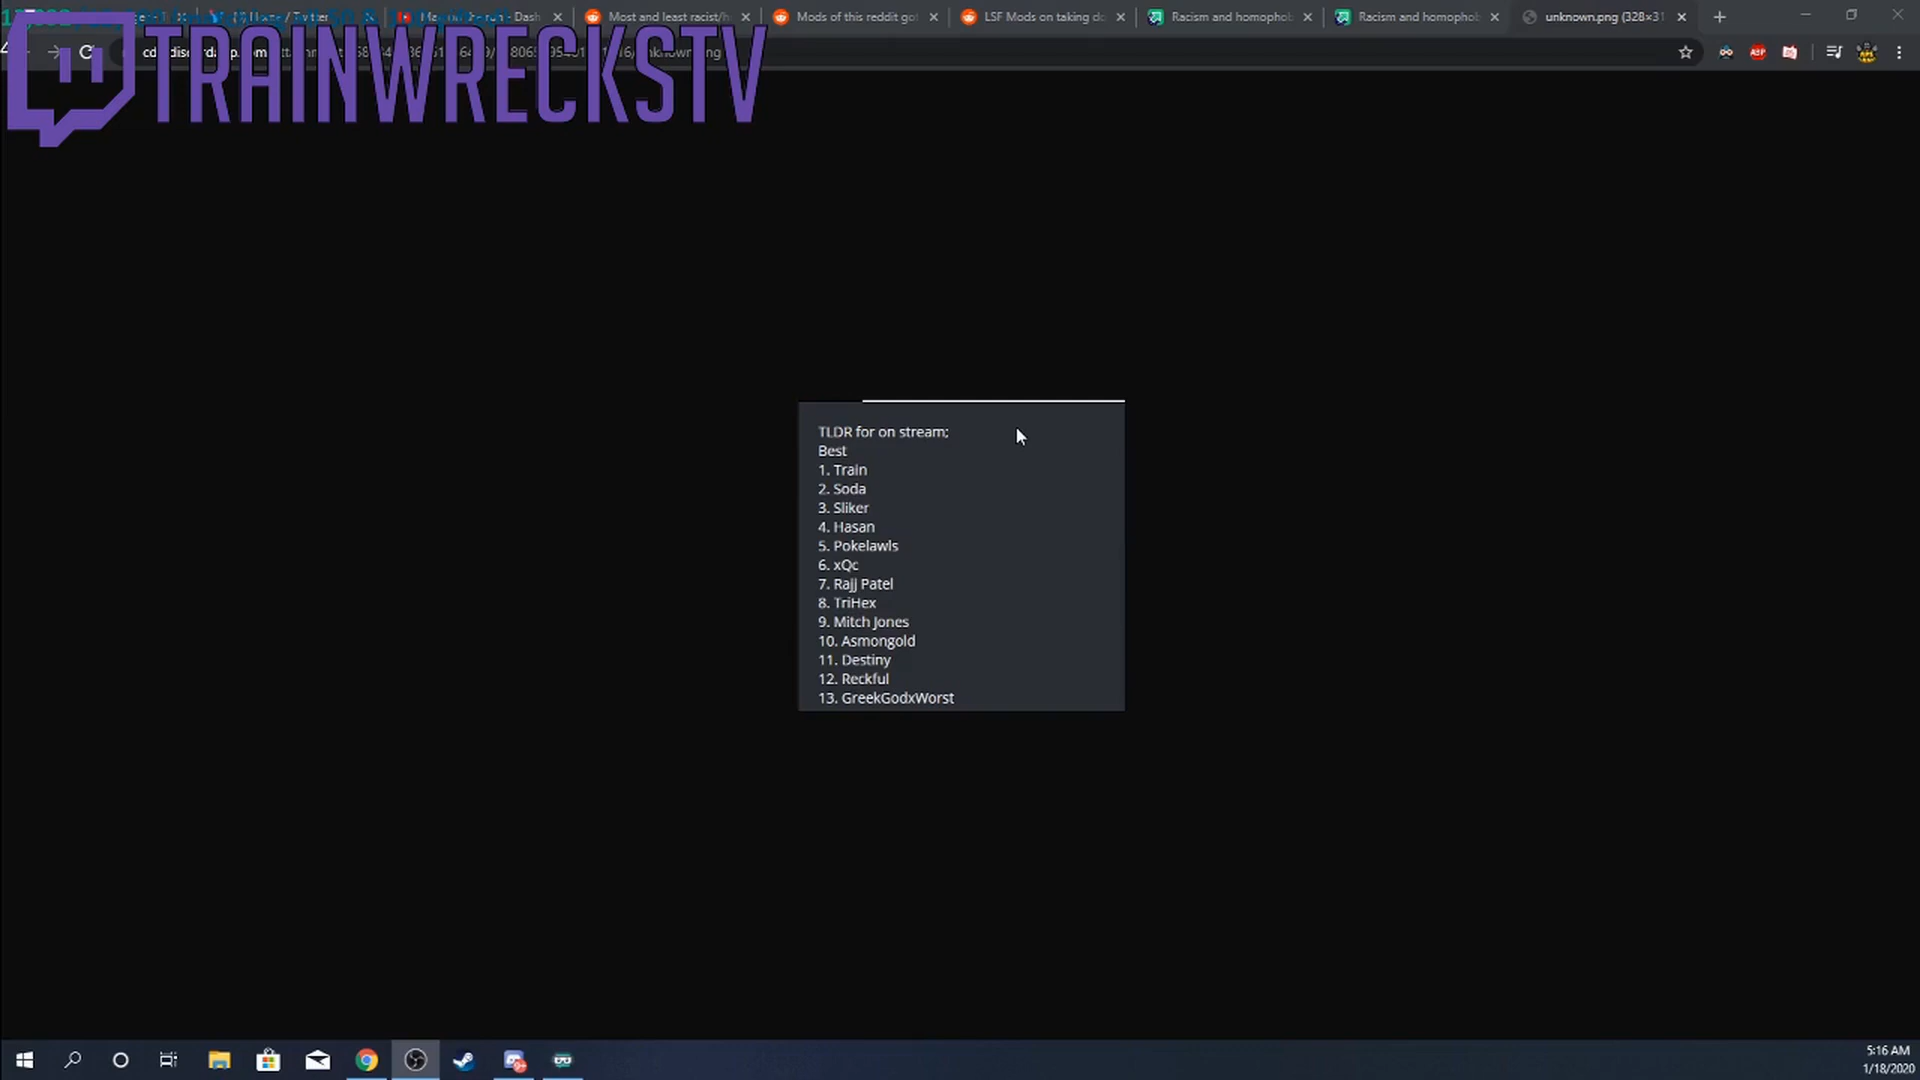 Most and least racist/h
Mods of this reddit got
LSF Mods on taking do
Racism and homophob
Racism and homophob
unknown.png (328×31
TRAINWRECKSTV
ABP
TLDR for on stream;
Best
1. Train
2. Soda
3. Sliker
4. Hasan
5. Pokelawls
6. xQc
7. Rajj Patel
8. TriHex
9. Mitch Jones
10. Asmongold
11. Destiny
12. Reckful
13. GreekGodxWorst
5:16 AM
1/18/2020